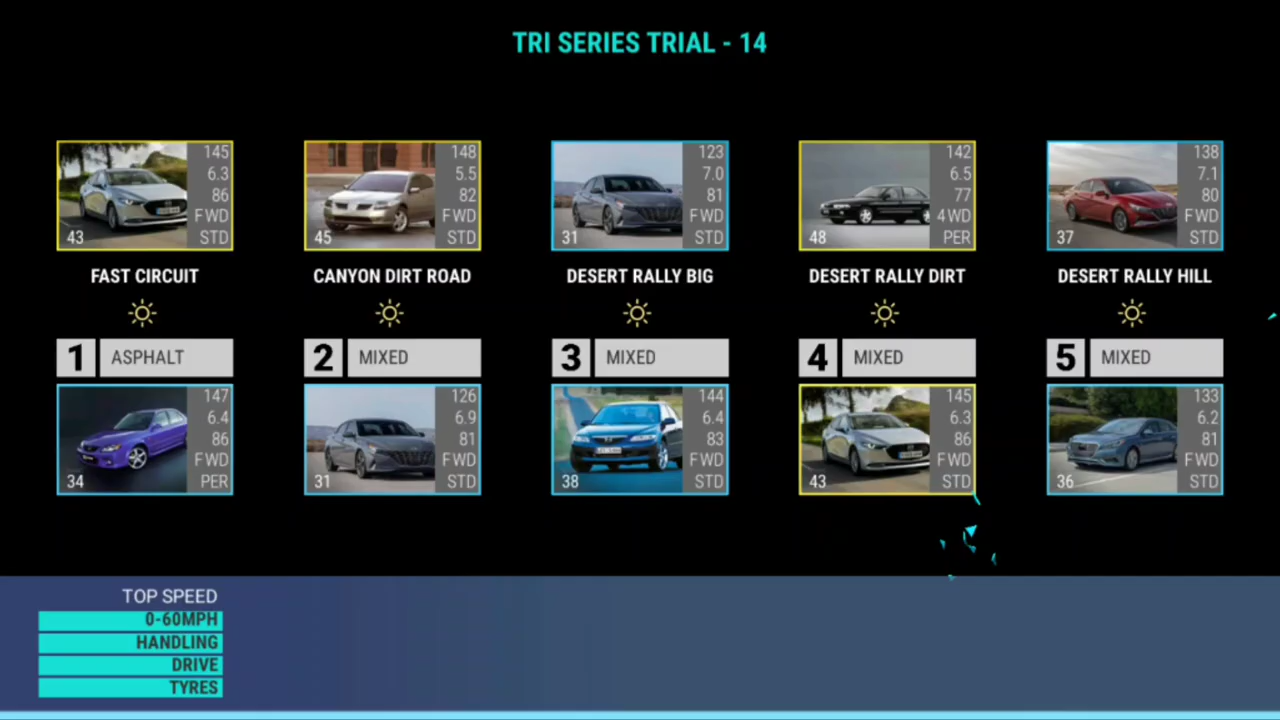 TRI SERIES TRIAL - 14
145
6.3
86
FWD
43 STD
148
5.5
82
FWD
45 STD
123
7.0
81
FWD
31 STD
142
6.5
77
4WD
48 PER
138
7.1
80
FWD
37 STD
FAST CIRCUIT
CANYON DIRT ROAD
DESERT RALLY BIG
DESERT RALLY DIRT
DESERT RALLY HILL
1 ASPHALT
2 MIXED
3 MIXED
4 MIXED
5 MIXED
147
6.4
86
FWD
34 PER
126
6.9
81
FWD
31 STD
144
6.4
83
FWD
38 STD
145
6.3
86
FWD
43 STD
133
6.2
81
FWD
36 STD
TOP SPEED
0-60MPH
HANDLING
DRIVE
TYRES